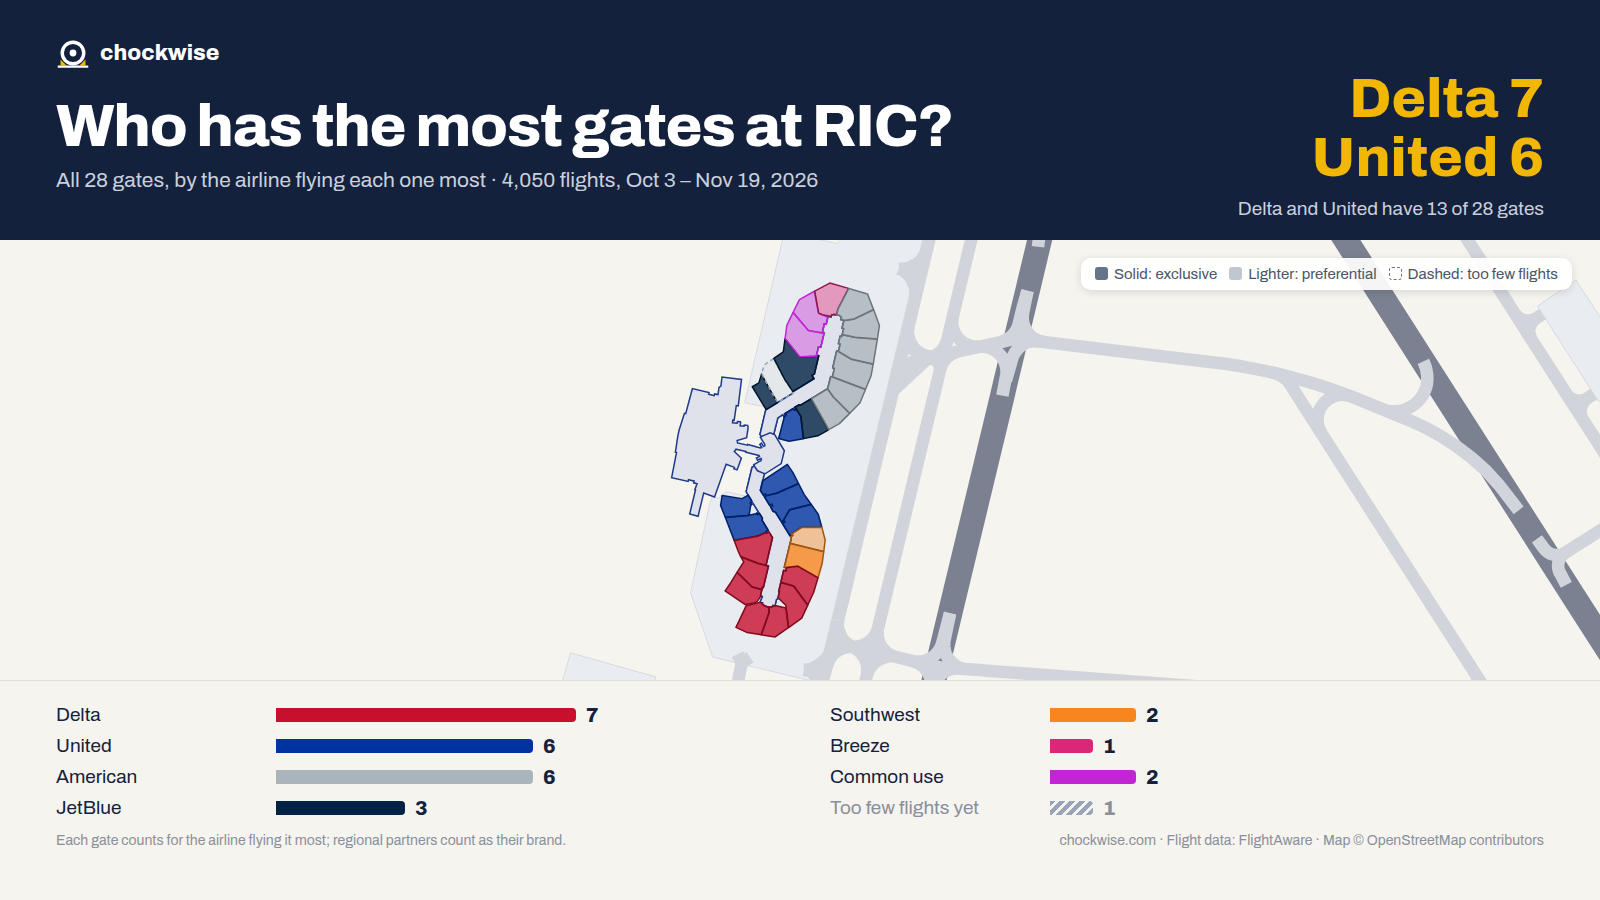 chockwise
Who has the most gates at RIC?
All 28 gates, by the airline flying each one most · 4,050 flights, Oct 3 – Nov 19, 2026
Delta 7
United 6
Delta and United have 13 of 28 gates
Solid: exclusive Lighter: preferential Dashed: too few flights
Delta 7
United 6
American 6
JetBlue 3
Southwest 2
Breeze 1
Common use 2
Too few flights yet 1
Each gate counts for the airline flying it most; regional partners count as their brand.
chockwise.com · Flight data: FlightAware · Map © OpenStreetMap contributors